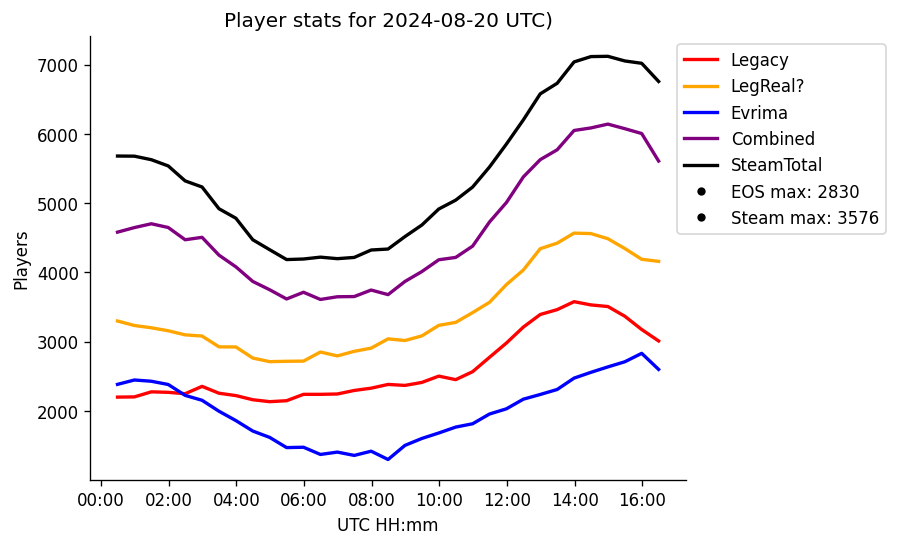 Player stats for 2024-08-20 UTC)
7000
6000
5000
4000
3000
2000
Players
00:00 02:00 04:00 06:00 08:00 10:00 12:00 14:00 16:00
UTC HH:mm
Legacy
LegReal?
Evrima
Combined
SteamTotal
EOS max: 2830
Steam max: 3576